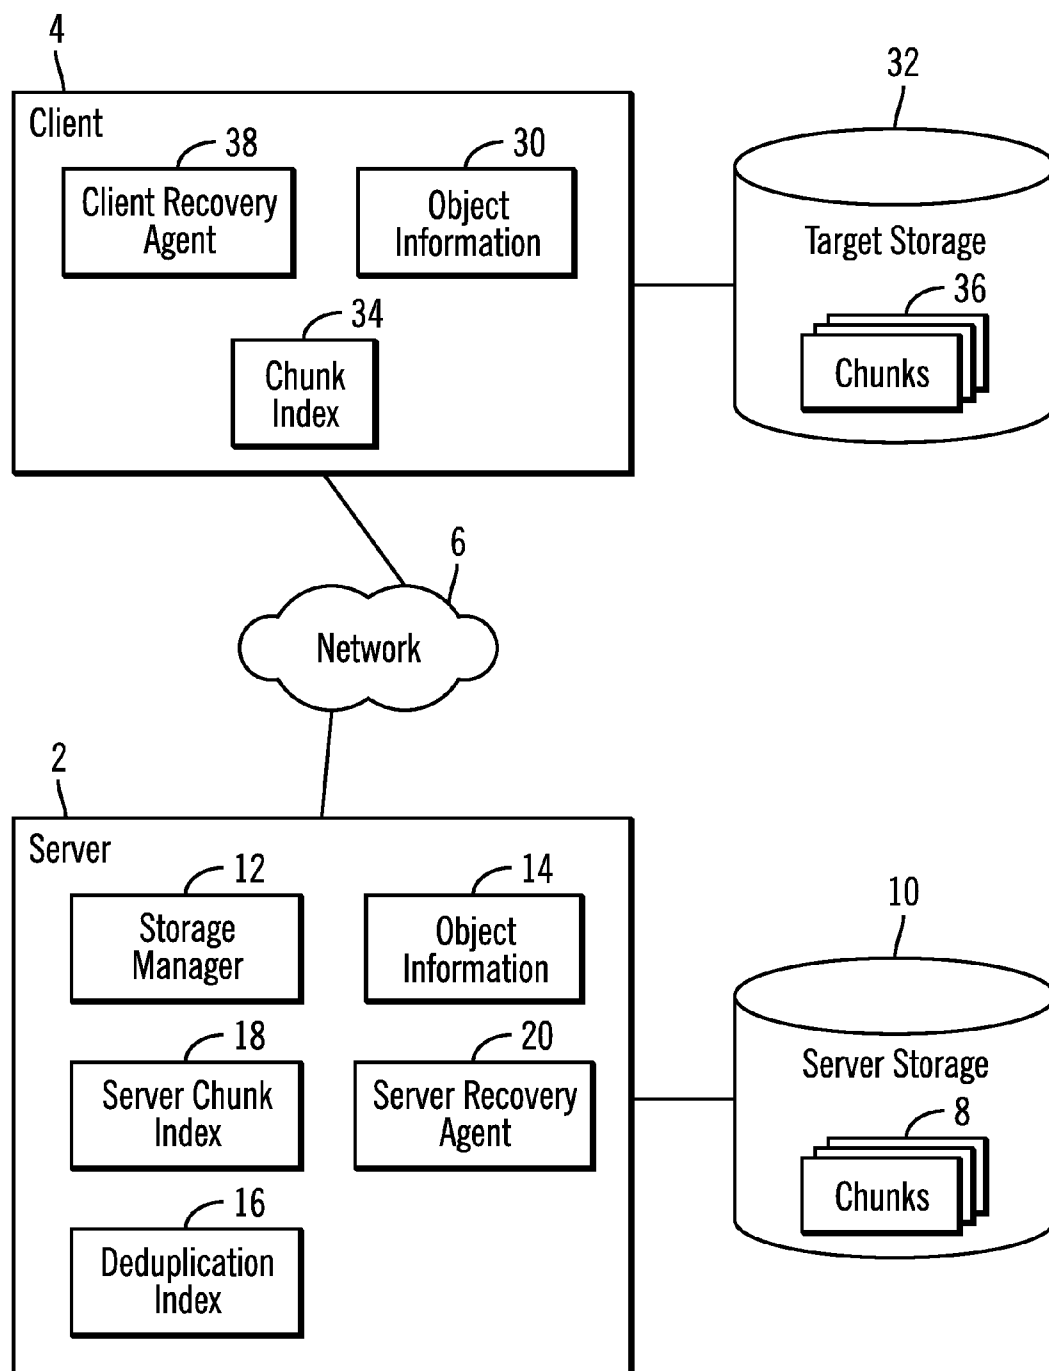 4
32
Client
38
30
Client Recovery
Agent
Object
Information
Target Storage
34
36
Chunk
Index
Chunks
6
Network
2
Server
12
14
10
Storage
Manager
Object
Information
18
20
Server Storage
Server Chunk
Index
Server Recovery
Agent
8
Chunks
16
Deduplication
Index